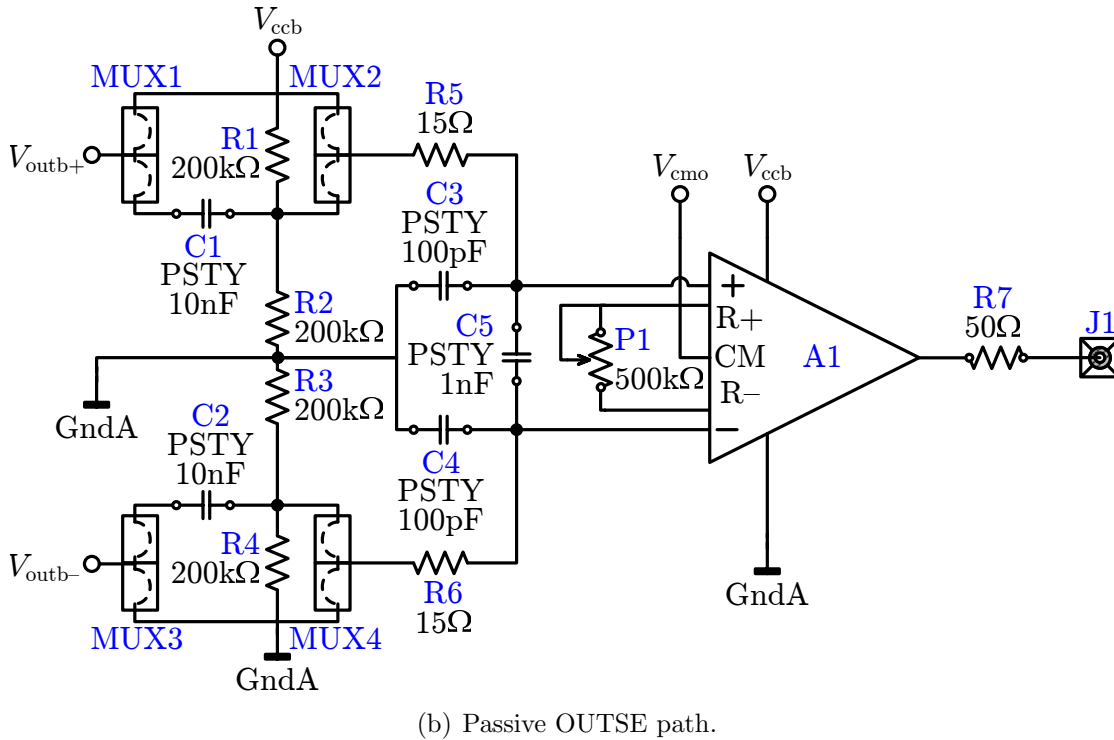 V_ccb
MUX1
MUX2
R1
200kΩ
R5
15Ω
V_outb+
C1
PSTY
10nF
C3
PSTY
100pF
V_cmo
V_ccb
R2
200kΩ
C5
PSTY
1nF
P1
500kΩ
+
R+
CM
R−
−
A1
R7
50Ω
J1
GndA
R3
200kΩ
C2
PSTY
10nF
C4
PSTY
100pF
V_outb−
R4
200kΩ
R6
15Ω
MUX3
MUX4
GndA
GndA
(b) Passive OUTSE path.